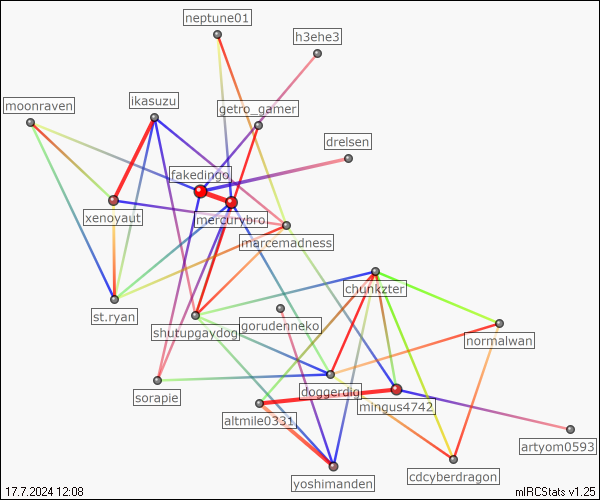 neptune01
h3ehe3
moonraven
ikasuzu
getro_gamer
drelsen
fakedingo
xenoyaut
mercurybro
marcemadness
chunkzter
st.ryan
shutupgaydog
gorudenneko
normalwan
sorapie
doggerdio
mingus4742
altmile0331
artyom0593
yoshimanden
cdcyberdragon
17.7.2024 12:08
mIRCStats v1.25